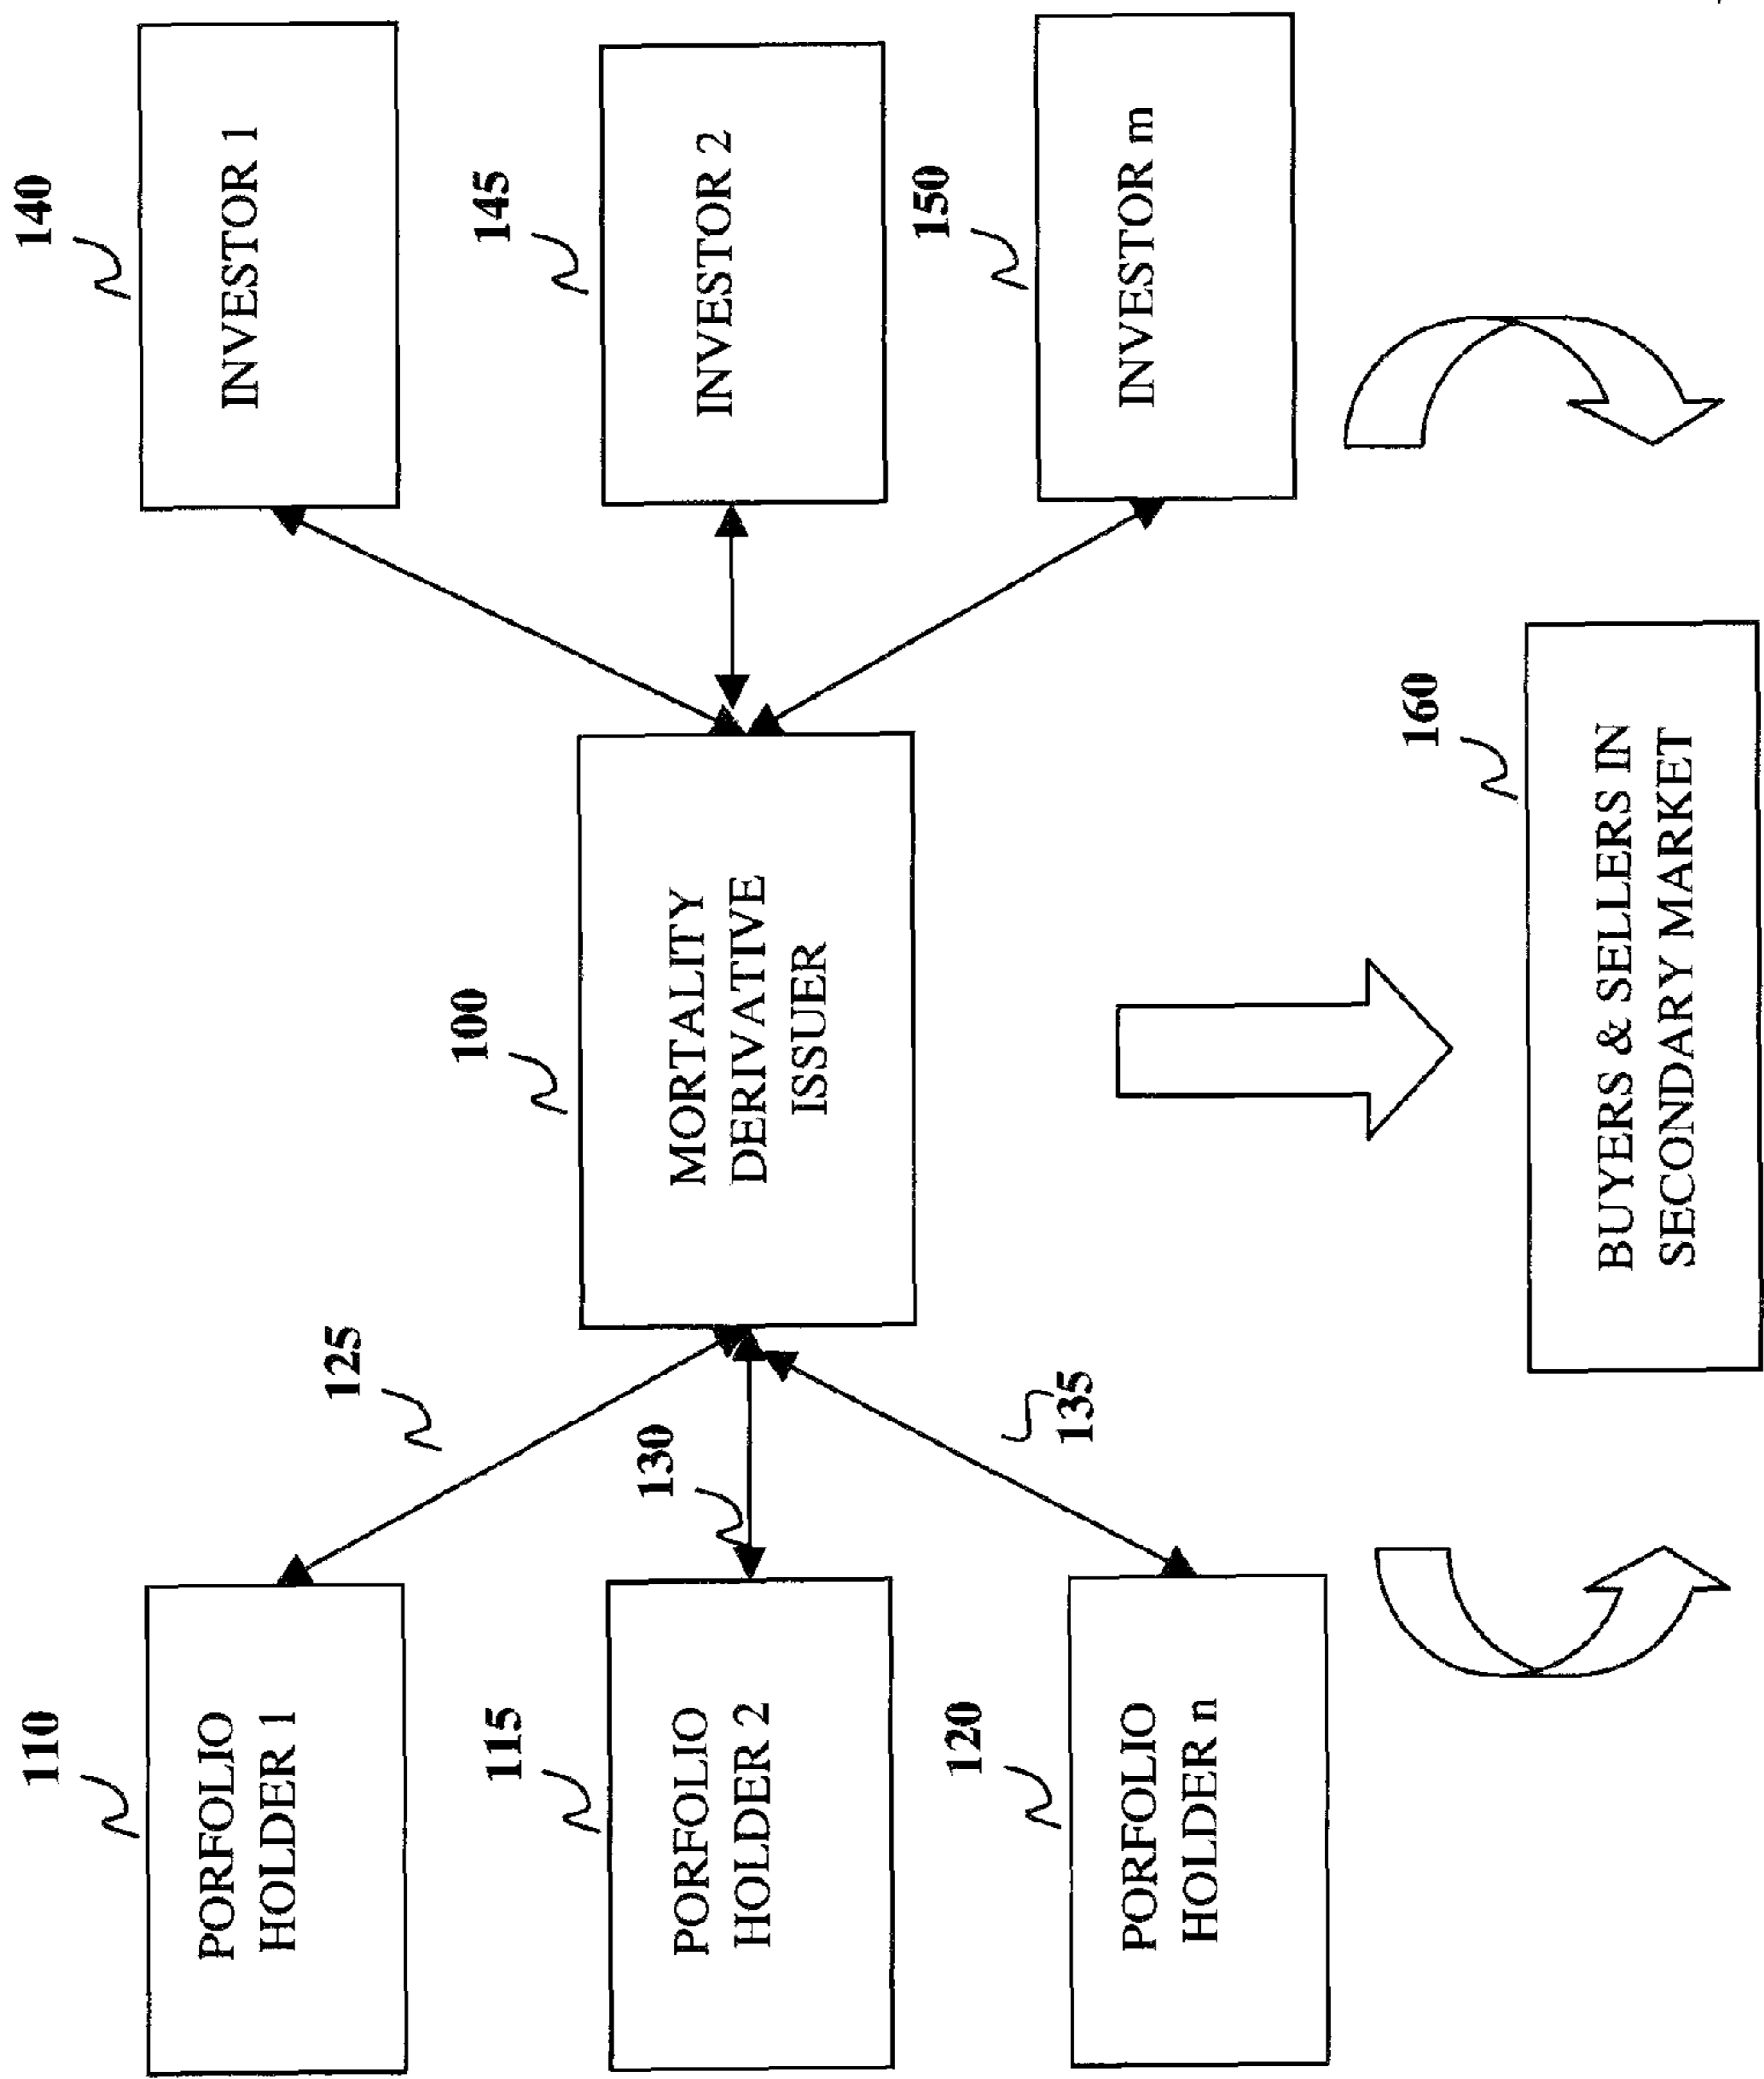 110
PORFOLIO
HOLDER 1
115
PORFOLIO
HOLDER 2
120
PORFOLIO
HOLDER n
125
130
135
100
MORTALITY
DERIVATIVE
ISSUER
140
INVESTOR 1
145
INVESTOR 2
150
INVESTOR m
160
BUYERS & SELLERS IN
SECONDARY MARKET